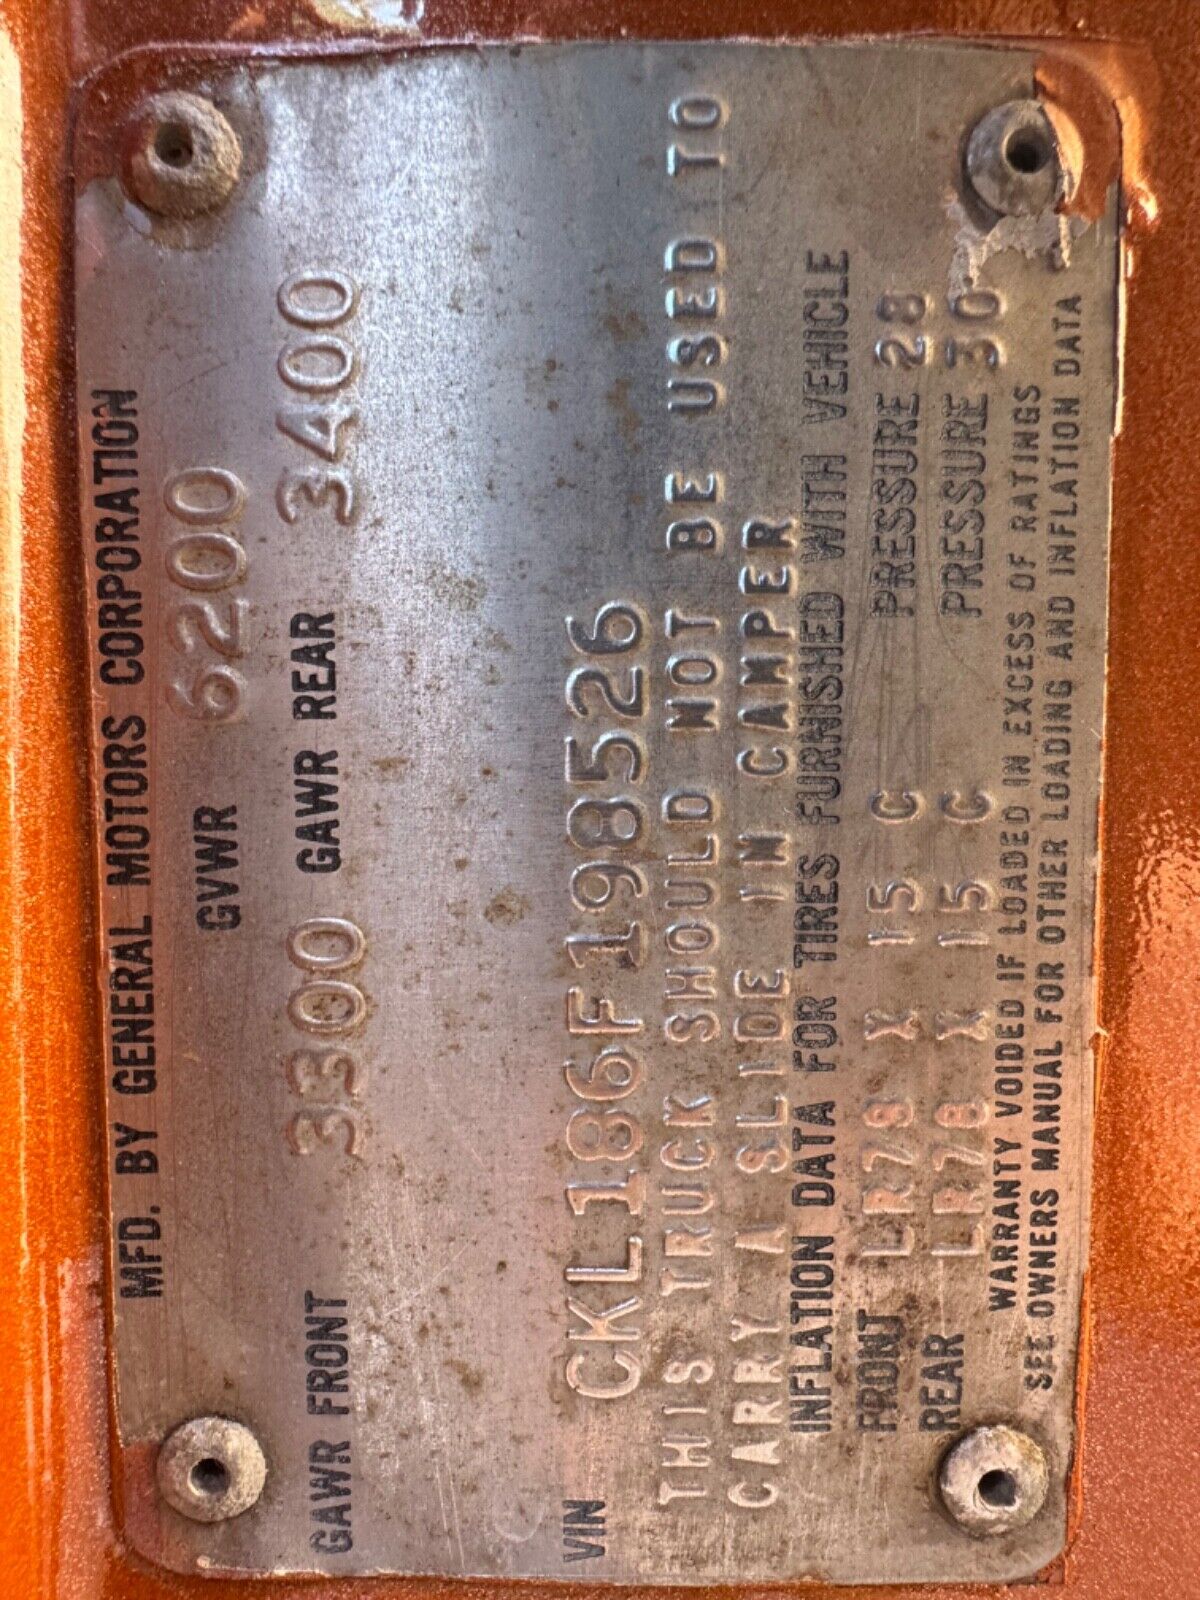 MFD. BY GENERAL MOTORS CORPORATION
GVWR 6200
GAWR FRONT 3300 GAWR REAR 3400
VIN CKL186F198526
THIS TRUCK SHOULD NOT BE USED TO
CARRY A SLIDE IN CAMPER
INFLATION DATA FOR TIRES FURNISHED WITH VEHICLE
FRONT LR78 X 15 C PRESSURE 28
REAR LR78 X 15 C PRESSURE 30
WARRANTY VOIDED IF LOADED IN EXCESS OF RATINGS
SEE OWNERS MANUAL FOR OTHER LOADING AND INFLATION DATA